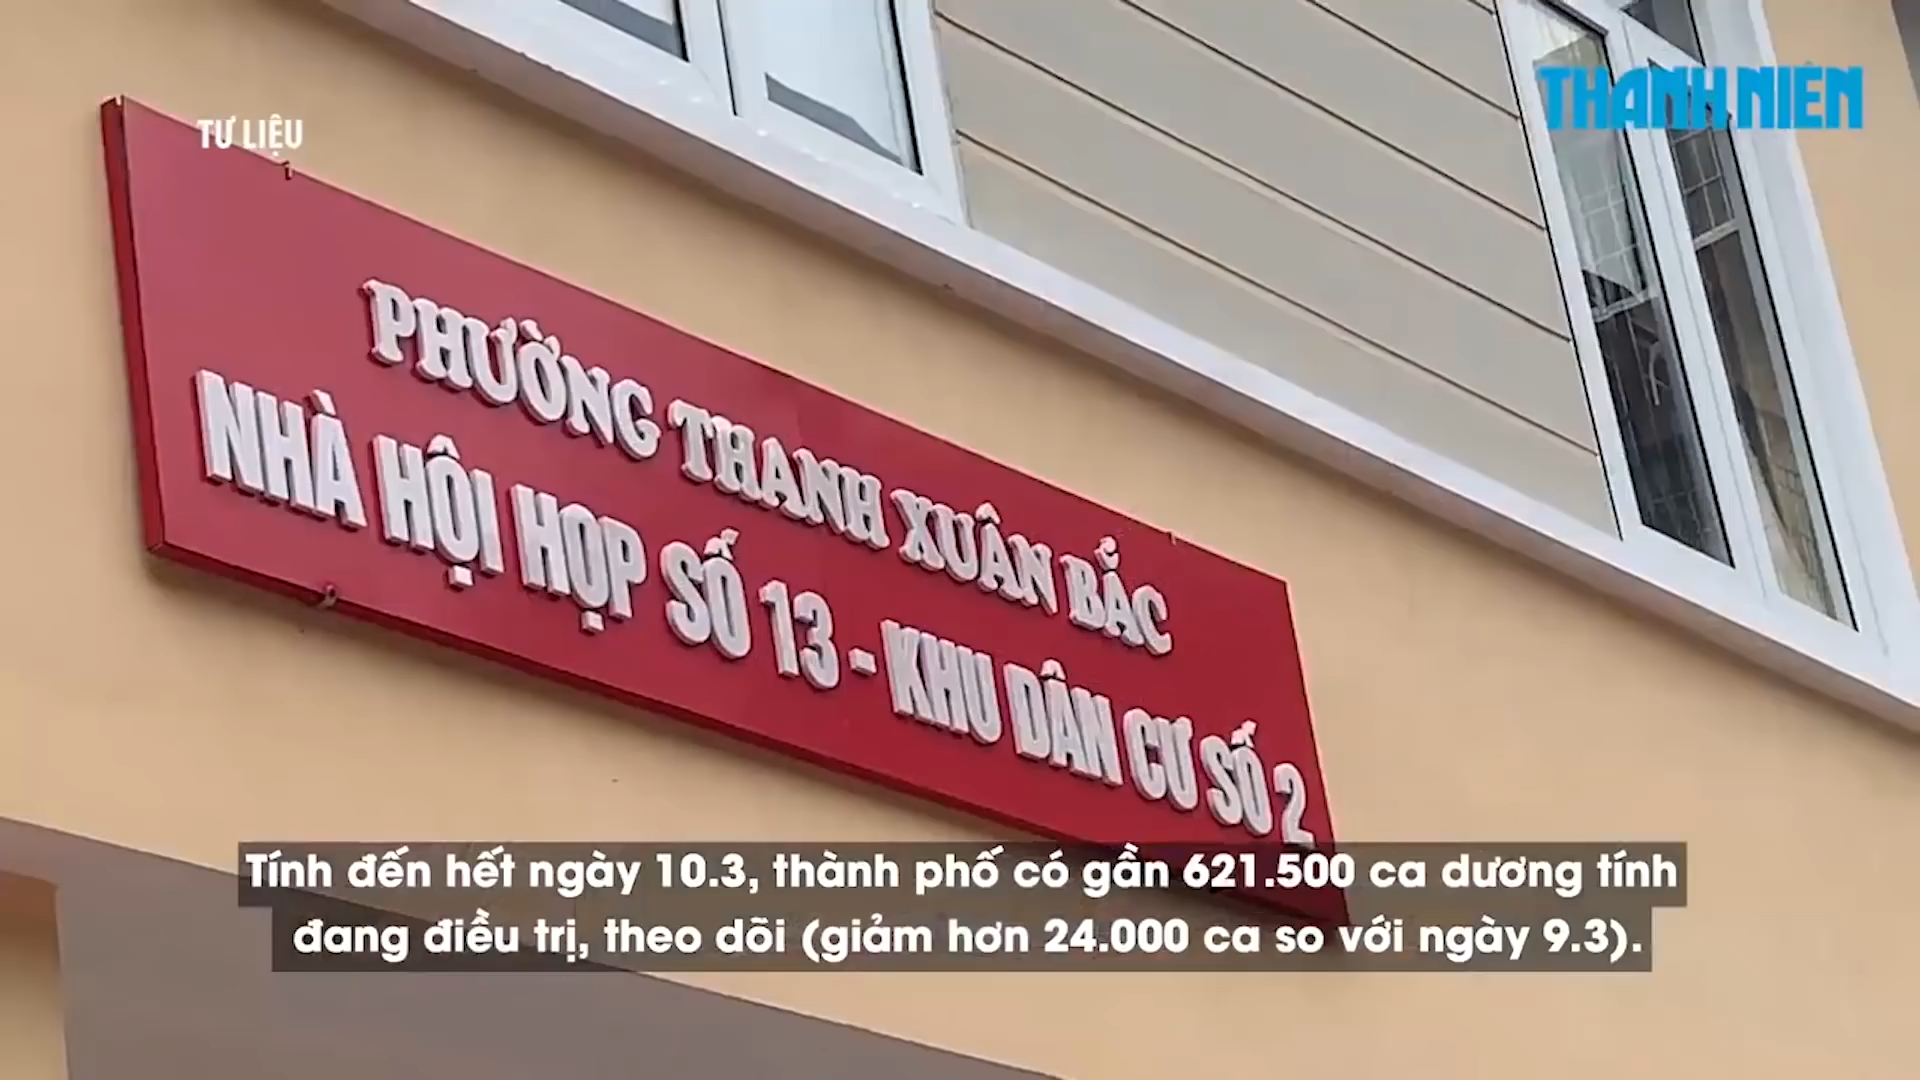 TƯ LIỆU
THANH NIÊN
PHƯỜNG THANH XUÂN BẮC
NHÀ HỘI HỌP SỐ 13 - KHU DÂN CƯ SỐ 2
Tính đến hết ngày 10.3, thành phố có gần 621.500 ca dương tính
đang điều trị, theo dõi (giảm hơn 24.000 ca so với ngày 9.3).